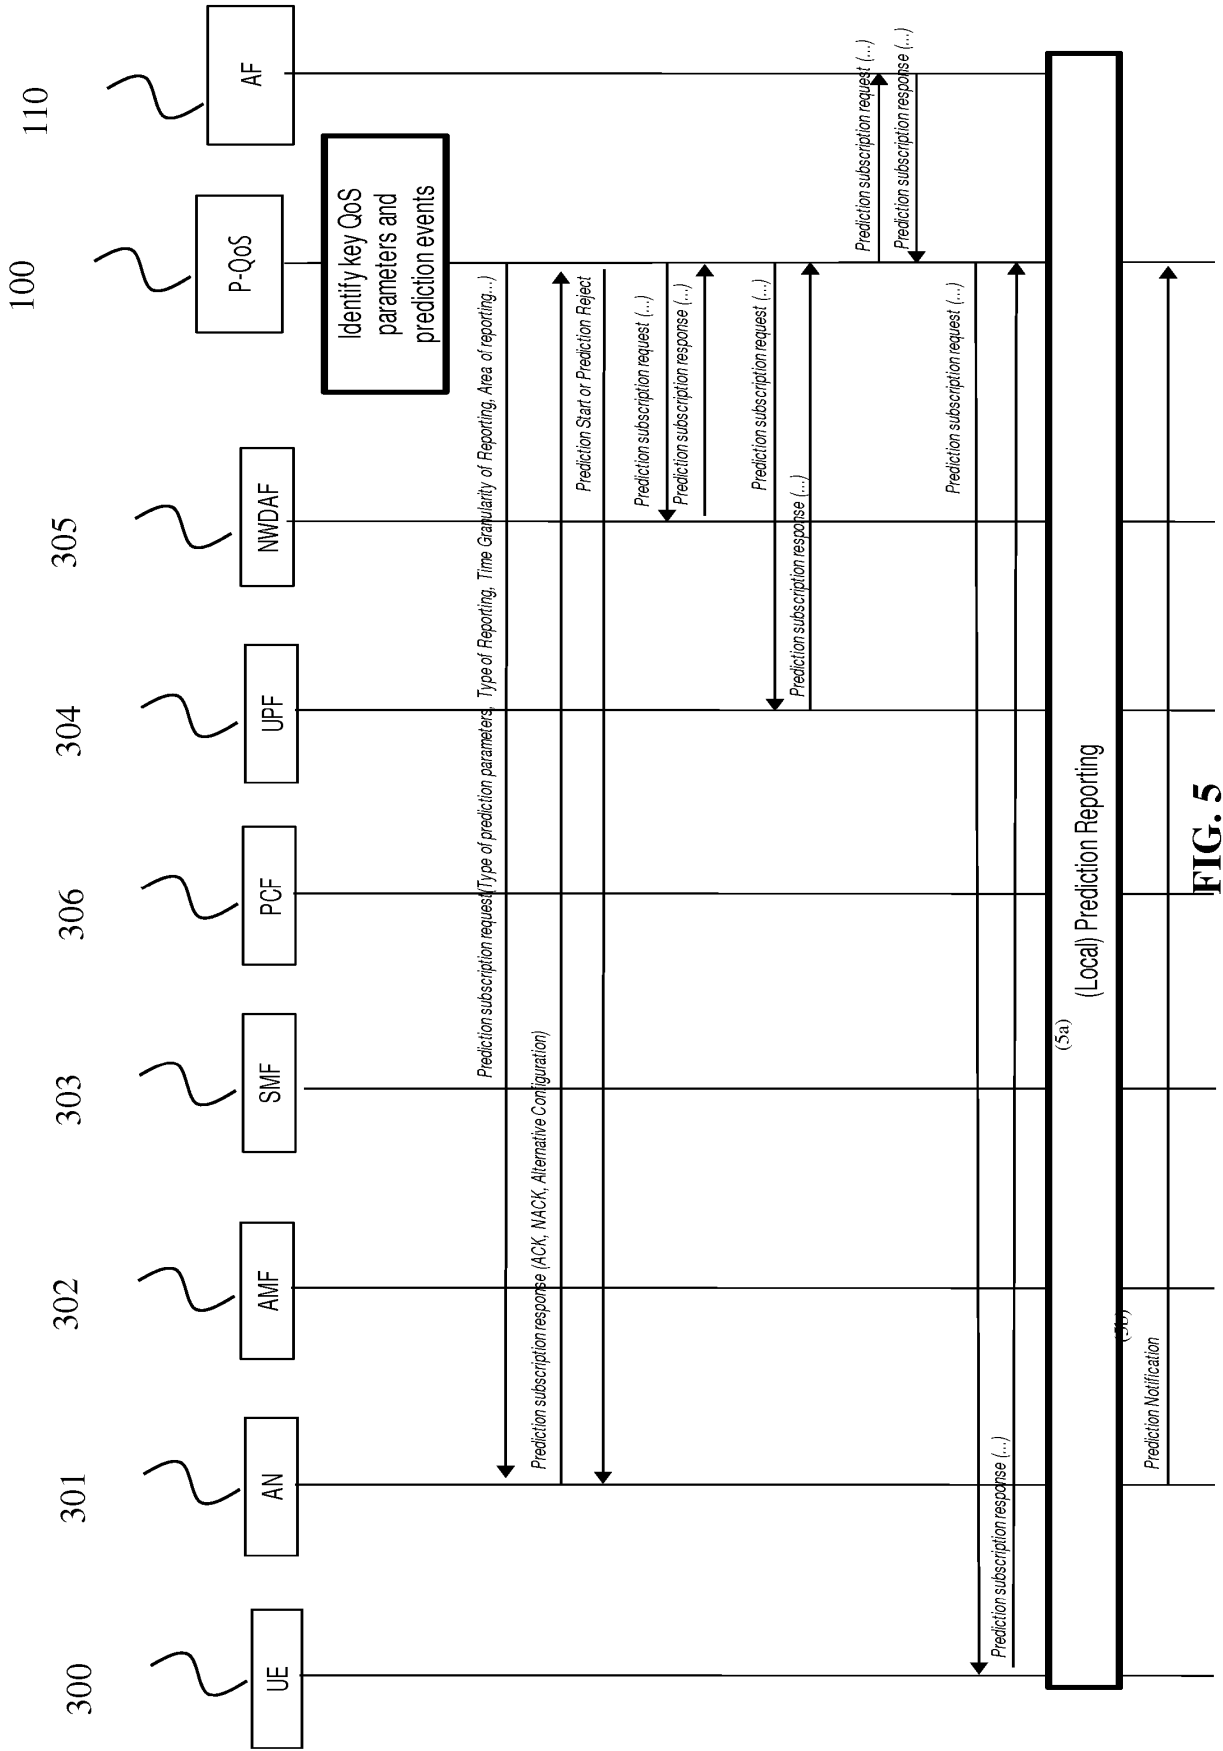 300
301
302
303
306
304
305
100
110
UE
AN
AMF
SMF
PCF
UPF
NWDAF
P-QoS
AF
Identify key QoS
parameters and
prediction events
Prediction subscription request(Type of prediction parameters, Type of Reporting, Time Granularity of Reporting, Area of reporting...)
Prediction subscription response (ACK, NACK, Alternative Configuration)
Prediction Start or Prediction Reject
Prediction subscription request (...)
Prediction subscription response (...)
Prediction subscription request (...)
Prediction subscription response (...)
Prediction subscription request (...)
Prediction subscription response (...)
Prediction subscription request (...)
Prediction subscription response (...)
(5a)
(Local) Prediction Reporting
(5b)
Prediction Notification
FIG. 5